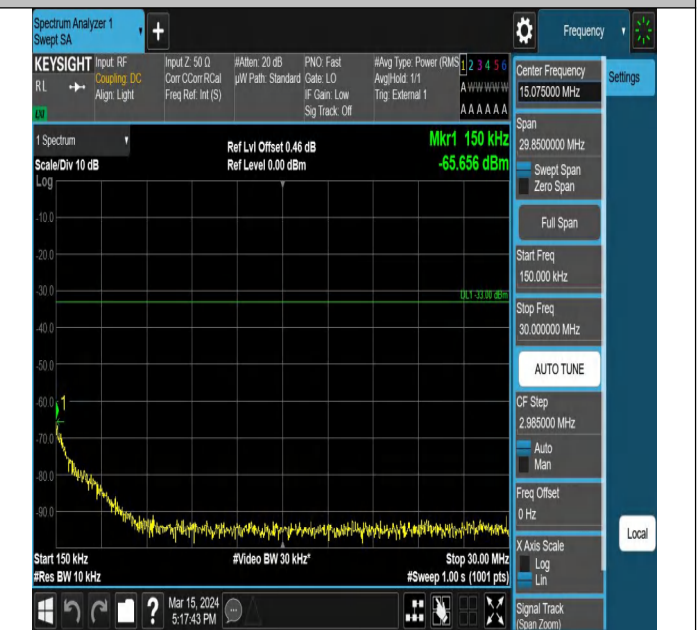 Spectrum Analyzer 1
Swept SA
+
Frequency
KEYSIGHT
RL
LXI
Input: RF
Coupling: DC
Align: Light
Input Z: 50 Ω
Corr CCorr RCal
Freq Ref: Int (S)
#Atten: 20 dB
µW Path: Standard
PNO: Fast
Gate: LO
IF Gain: Low
Sig Track: Off
#Avg Type: Power (RMS
Avg|Hold: 1/1
Trig: External 1
1 2 3 4 5 6
A W W W W W
A A A A A A
1 Spectrum
Scale/Div 10 dB
Log
Ref Lvl Offset 0.46 dB
Ref Level 0.00 dBm
Mkr1 150 kHz
-65.656 dBm
-10.0
-20.0
-30.0
DL1 -33.00 dBm
-40.0
-50.0
-60.0
1
-70.0
-80.0
-90.0
Start 150 kHz
#Res BW 10 kHz
#Video BW 30 kHz*
Stop 30.00 MHz
#Sweep 1.00 s (1001 pts)
?
Mar 15, 2024
5:17:43 PM
Center Frequency
15.075000 MHz
Settings
Span
29.8500000 MHz
Swept Span
Zero Span
Full Span
Start Freq
150.000 kHz
Stop Freq
30.000000 MHz
AUTO TUNE
CF Step
2.985000 MHz
Auto
Man
Freq Offset
0 Hz
Local
X Axis Scale
Log
Lin
Signal Track
(Span Zoom)